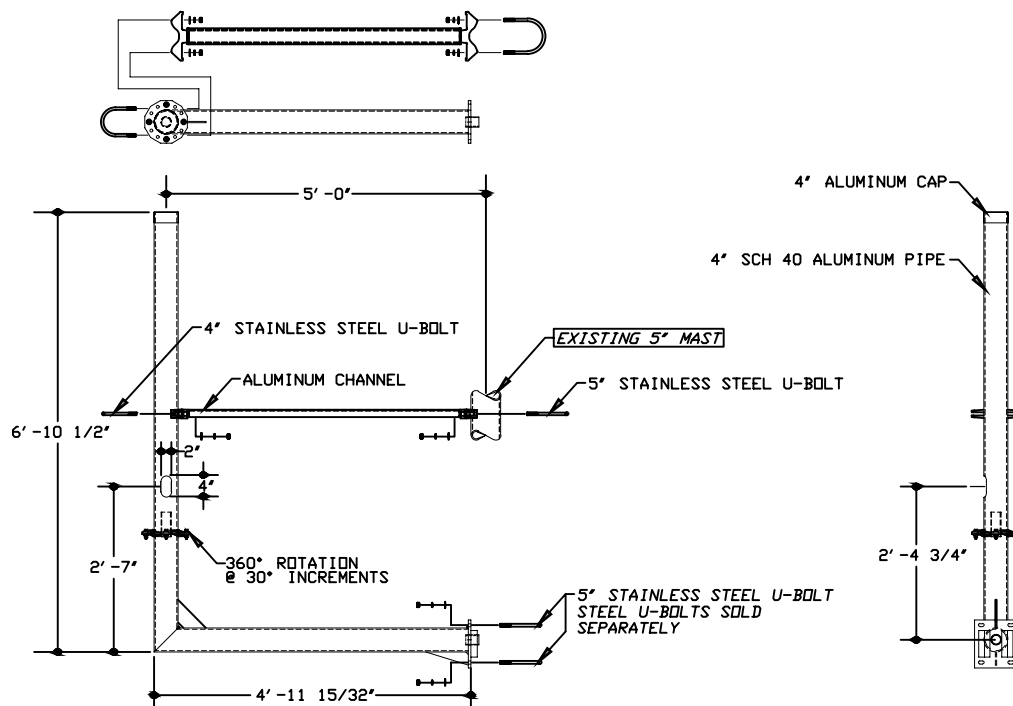 5' -0"
4" ALUMINUM CAP
4" SCH 40 ALUMINUM PIPE
4" STAINLESS STEEL U-BOLT
EXISTING 5" MAST
ALUMINUM CHANNEL
5" STAINLESS STEEL U-BOLT
6' -10 1/2"
2"
4"
2' -7"
360° ROTATION
@ 30° INCREMENTS
2' -4 3/4"
5" STAINLESS STEEL U-BOLT
STEEL U-BOLTS SOLD
SEPARATELY
4' -11 15/32"